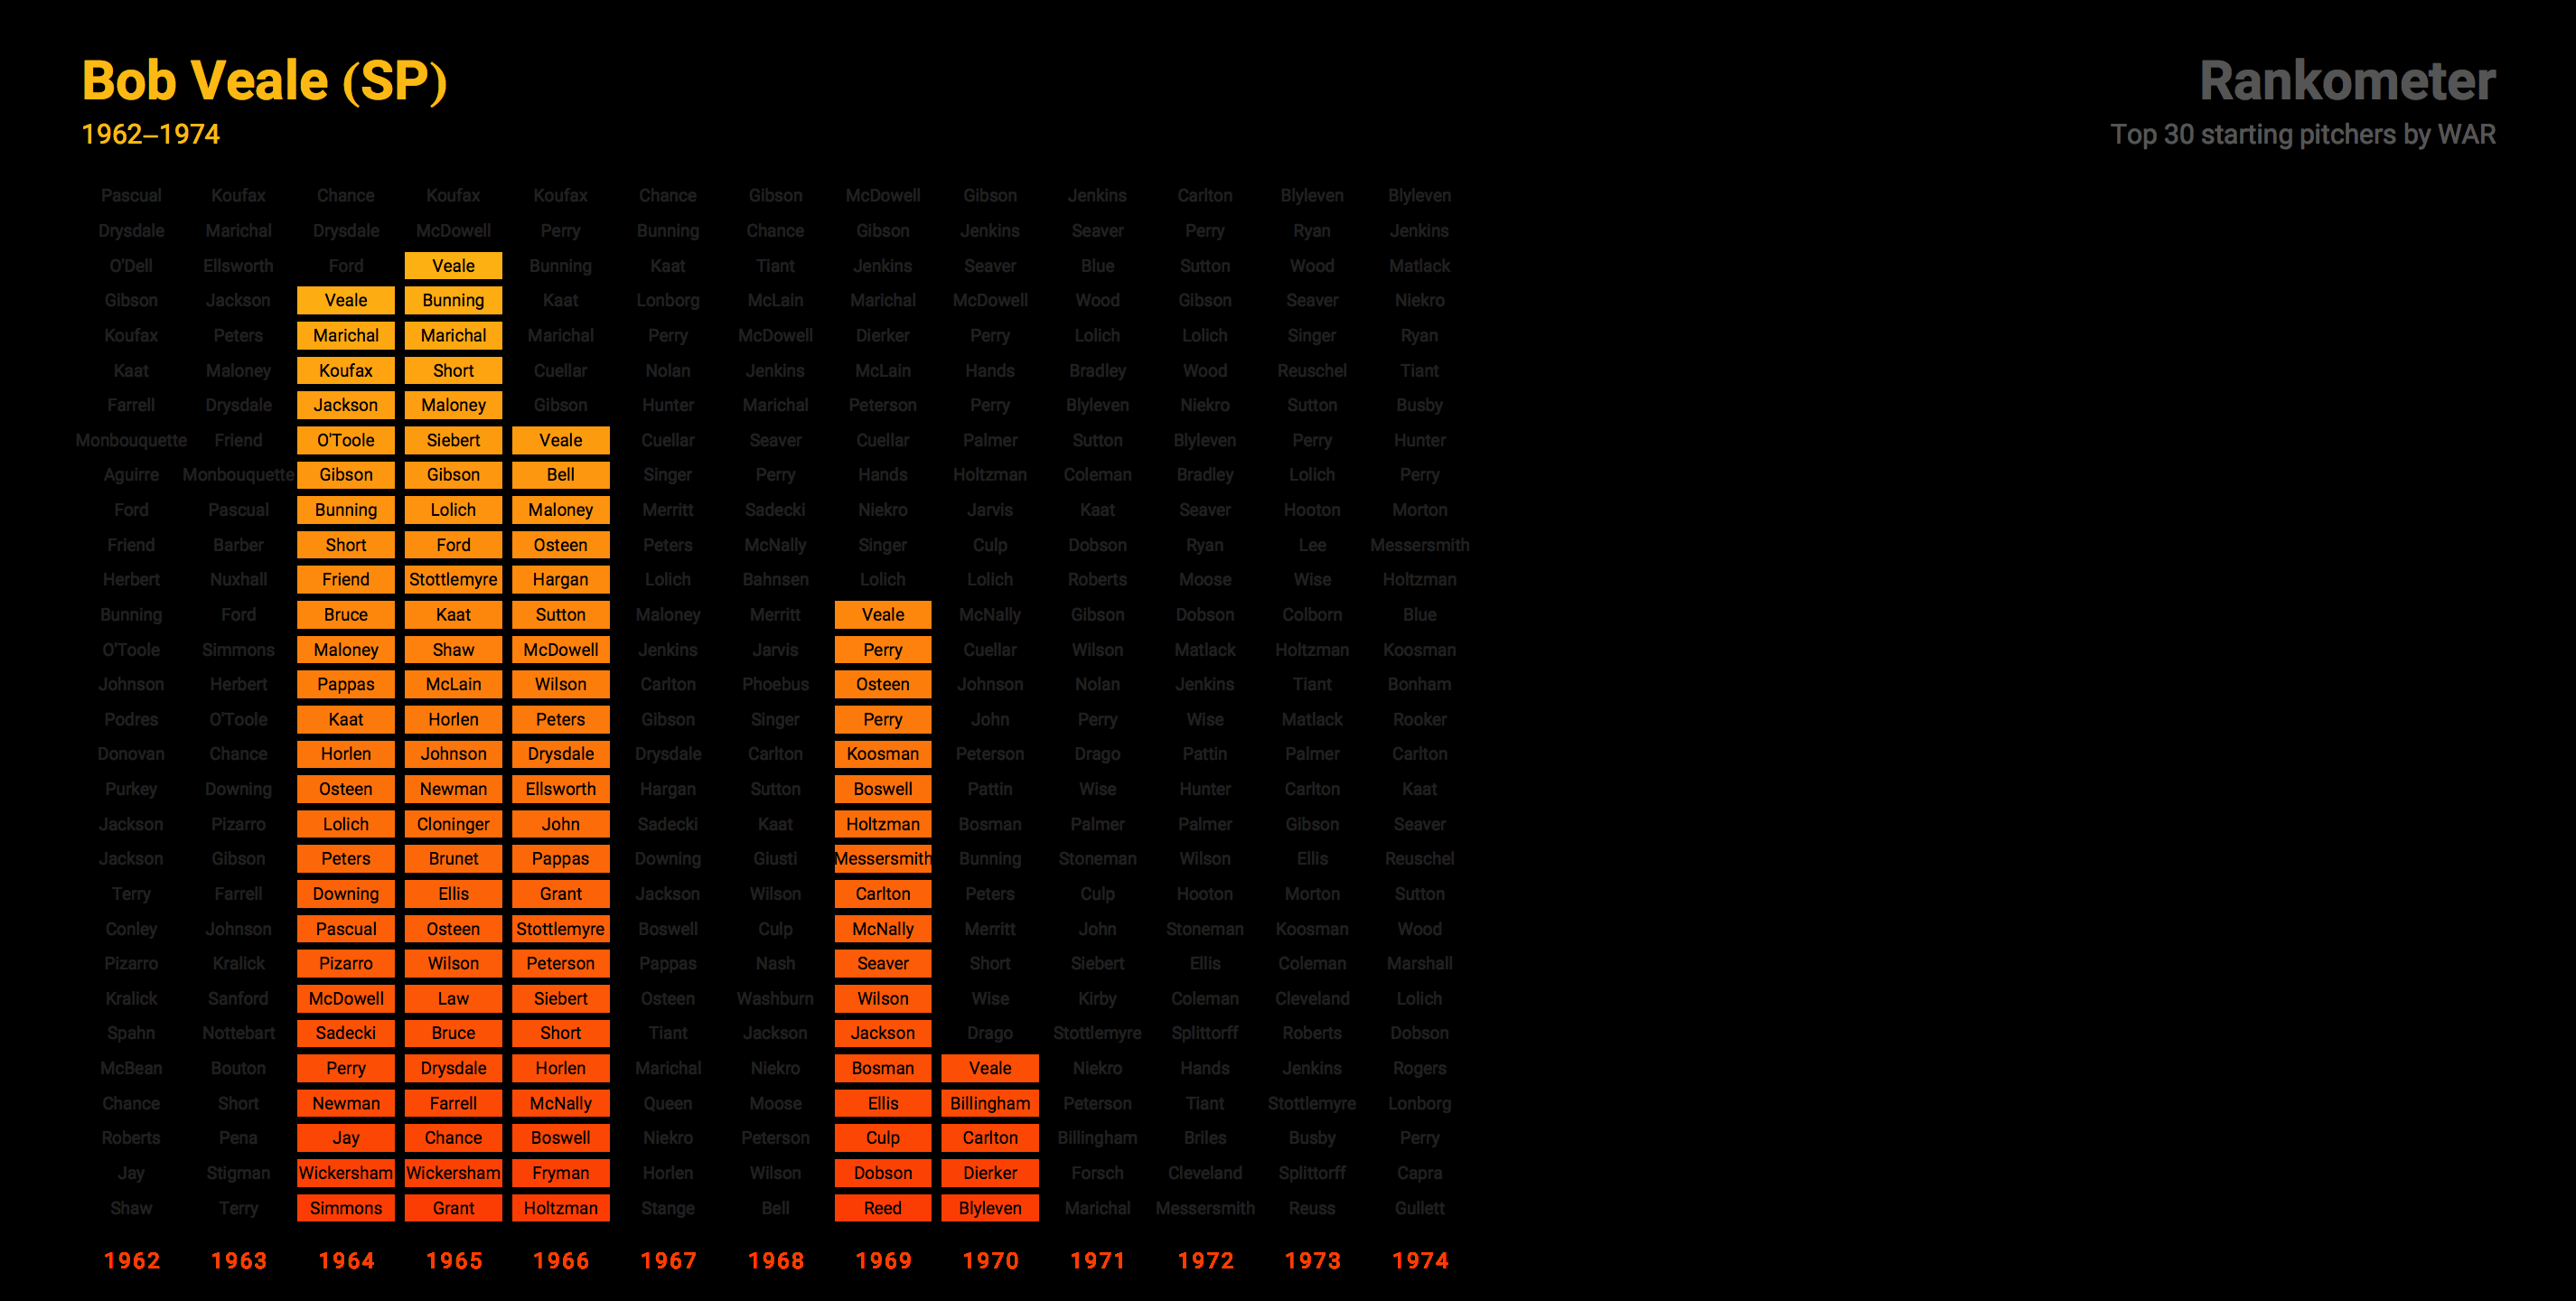 Bob Veale (SP)
Rankometer
1962–1974
Top 30 starting pitchers by WAR
Pascual Koufax Chance Koufax Koufax Chance Gibson McDowell Gibson Jenkins Carlton Blyleven Blyleven
Drysdale Marichal Drysdale McDowell Perry Bunning Chance Gibson Jenkins Seaver Perry Ryan Jenkins
O'Dell Ellsworth Ford Veale Bunning Kaat Tiant Jenkins Seaver Blue Sutton Wood Matlack
Gibson Jackson Veale Bunning Kaat Lonborg McLain Marichal McDowell Wood Gibson Seaver Niekro
Koufax Peters Marichal Marichal Marichal Perry McDowell Dierker Perry Lolich Lolich Singer Ryan
Kaat Maloney Koufax Short Cuellar Nolan Jenkins McLain Hands Bradley Wood Reuschel Tiant
Farrell Drysdale Jackson Maloney Gibson Hunter Marichal Peterson Perry Blyleven Niekro Sutton Busby
Monbouquette Friend O'Toole Siebert Veale Cuellar Seaver Cuellar Palmer Sutton Blyleven Perry Hunter
Aguirre Monbouquette Gibson Gibson Bell Singer Perry Hands Holtzman Coleman Bradley Lolich Perry
Ford Pascual Bunning Lolich Maloney Merritt Sadecki Niekro Jarvis Kaat Seaver Hooton Morton
Friend Barber Short Ford Osteen Peters McNally Singer Culp Dobson Ryan Lee Messersmith
Herbert Nuxhall Friend Stottlemyre Hargan Lolich Bahnsen Lolich Lolich Roberts Moose Wise Holtzman
Bunning Ford Bruce Kaat Sutton Maloney Merritt Veale McNally Gibson Dobson Colborn Blue
O'Toole Simmons Maloney Shaw McDowell Jenkins Jarvis Perry Cuellar Wilson Matlack Holtzman Koosman
Johnson Herbert Pappas McLain Wilson Carlton Phoebus Osteen Johnson Nolan Jenkins Tiant Bonham
Podres O'Toole Kaat Horlen Peters Gibson Singer Perry John Perry Wise Matlack Rooker
Donovan Chance Horlen Johnson Drysdale Drysdale Carlton Koosman Peterson Drago Pattin Palmer Carlton
Purkey Downing Osteen Newman Ellsworth Hargan Sutton Boswell Pattin Wise Hunter Carlton Kaat
Jackson Pizarro Lolich Cloninger John Sadecki Kaat Holtzman Bosman Palmer Palmer Gibson Seaver
Jackson Gibson Peters Brunet Pappas Downing Giusti Messersmith Bunning Stoneman Wilson Ellis Reuschel
Terry Farrell Downing Ellis Grant Jackson Wilson Carlton Peters Culp Hooton Morton Sutton
Conley Johnson Pascual Osteen Stottlemyre Boswell Culp McNally Merritt John Stoneman Koosman Wood
Pizarro Kralick Pizarro Wilson Peterson Pappas Nash Seaver Short Siebert Ellis Coleman Marshall
Kralick Sanford McDowell Law Siebert Osteen Washburn Wilson Wise Kirby Coleman Cleveland Lolich
Spahn Nottebart Sadecki Bruce Short Tiant Jackson Jackson Drago Stottlemyre Splittorff Roberts Dobson
McBean Bouton Perry Drysdale Horlen Marichal Niekro Bosman Veale Niekro Hands Jenkins Rogers
Chance Short Newman Farrell McNally Queen Moose Ellis Billingham Peterson Tiant Stottlemyre Lonborg
Roberts Pena Jay Chance Boswell Niekro Peterson Culp Carlton Billingham Briles Busby Perry
Jay Stigman Wickersham Wickersham Fryman Horlen Wilson Dobson Dierker Forsch Cleveland Splittorff Capra
Shaw Terry Simmons Grant Holtzman Stange Bell Reed Blyleven Marichal Messersmith Reuss Gullett
1962 1963 1964 1965 1966 1967 1968 1969 1970 1971 1972 1973 1974